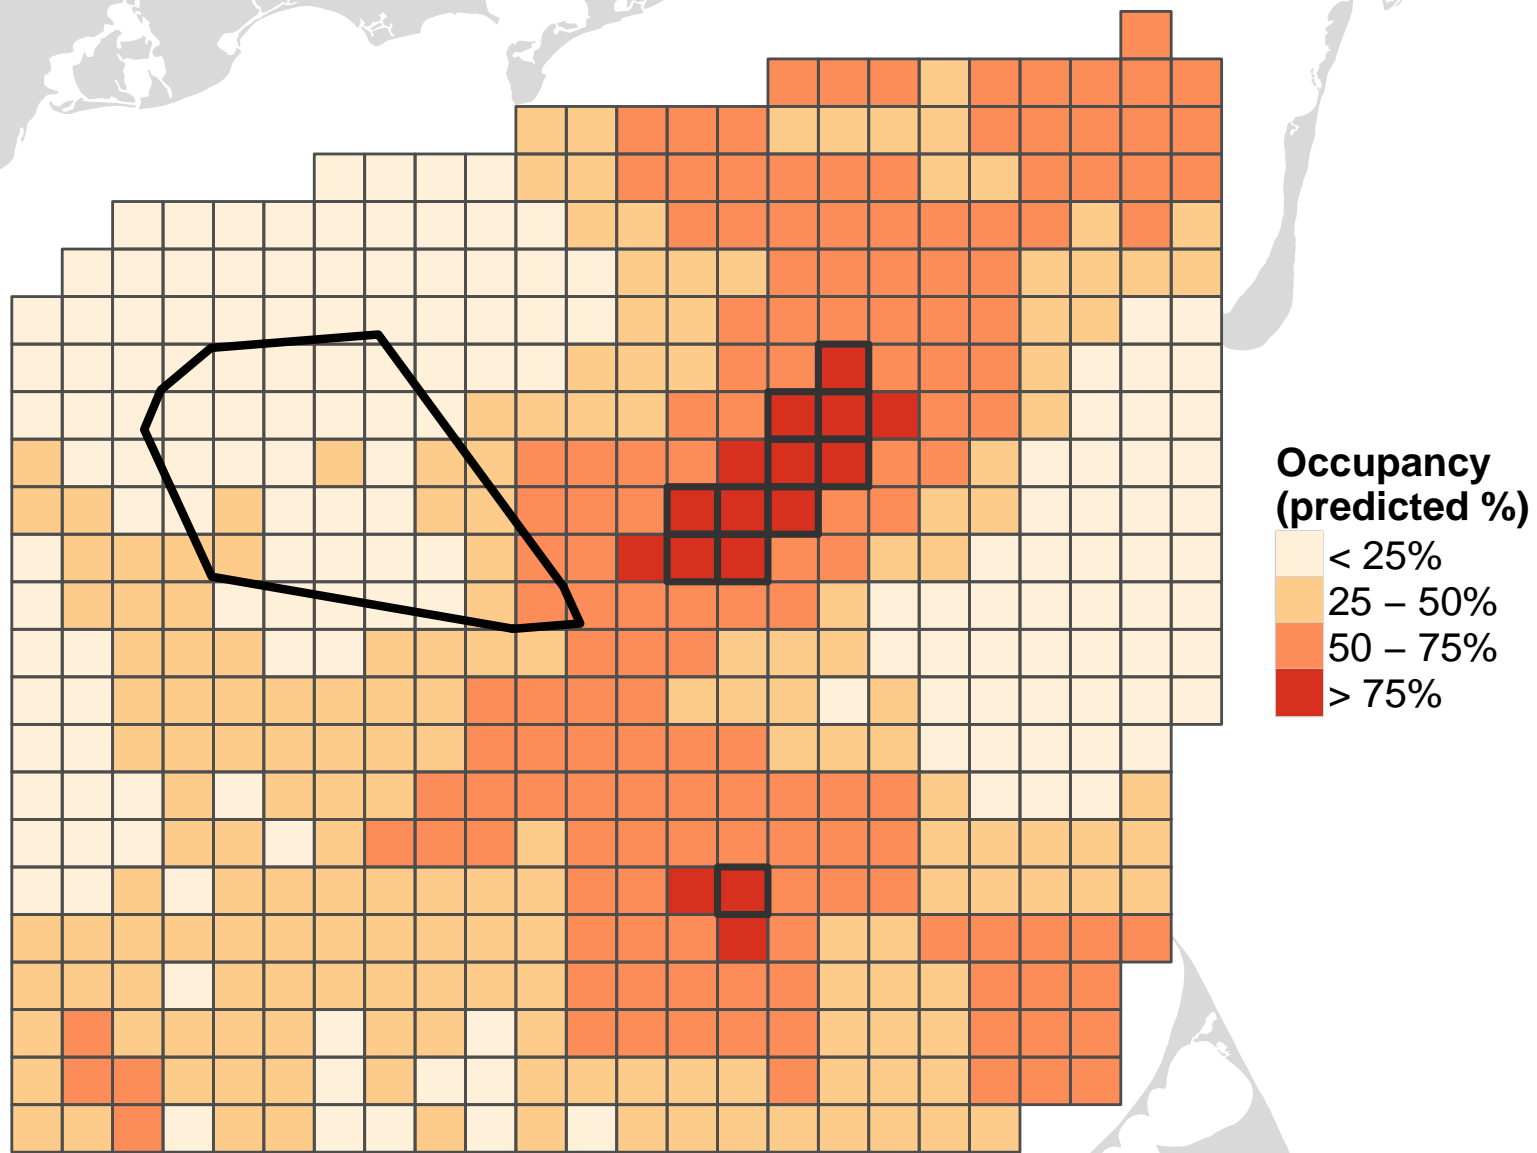 Occupancy
(predicted %)
< 25%
25 – 50%
50 – 75%
> 75%